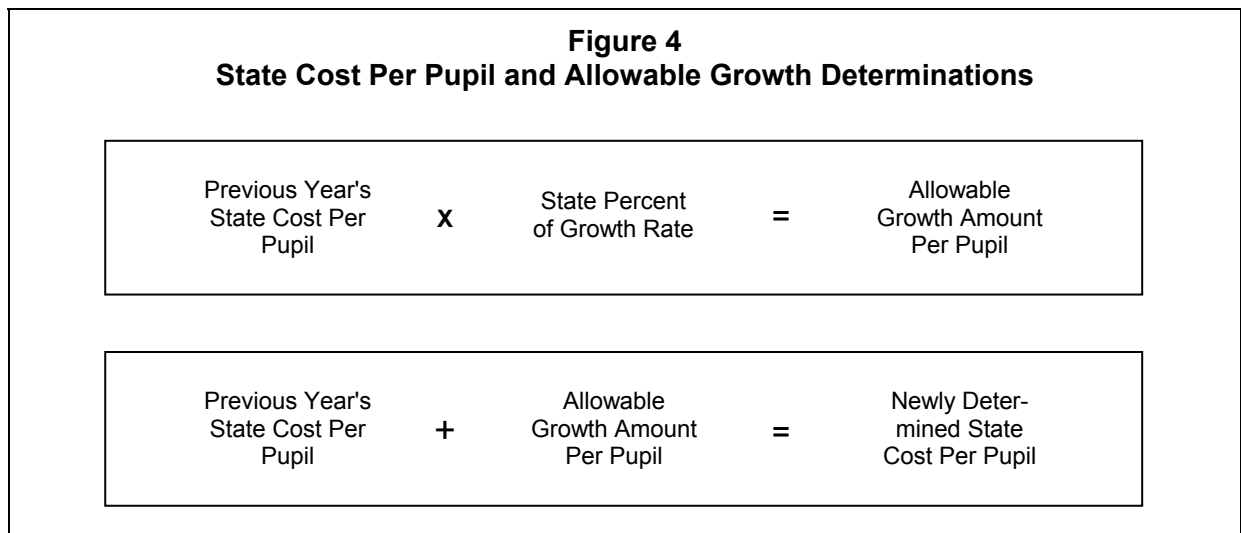 Figure 4
State Cost Per Pupil and Allowable Growth Determinations
Previous Year's
State Cost Per
Pupil
x
State Percent
of Growth Rate
=
Allowable
Growth Amount
Per Pupil
Previous Year's
State Cost Per
Pupil
+
Allowable
Growth Amount
Per Pupil
=
Newly Deter-
mined State
Cost Per Pupil